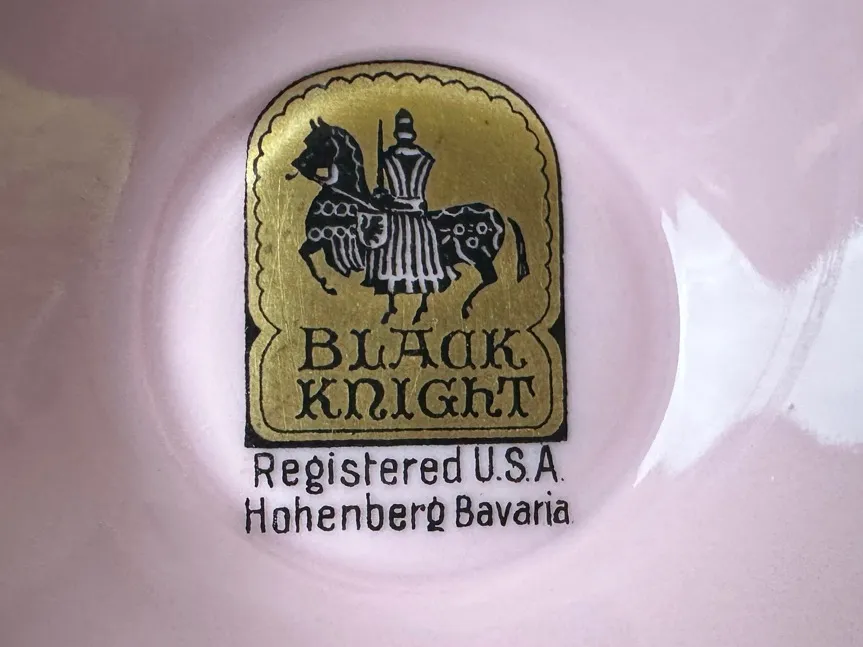 BLACK
KNIGHT
Registered U.S.A.
Hohenberg Bavaria